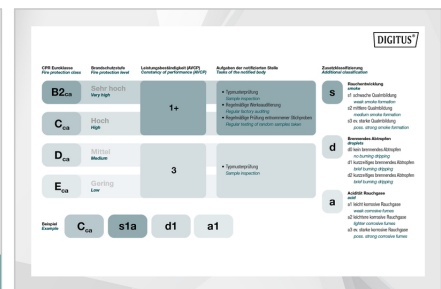 DIGITUS®
CPR Euroklasse
Fire protection class
Brandschutzstufe
Fire protection level
Leistungsbeständigkeit (AVCP)
Constancy of performance (AVCP)
Aufgaben der notifizierten Stelle
Tasks of the notified body
Zusatzklassifizierung
Additional classification
B2ca
Sehr hoch
Very high
1+
• Typenunterprüfung
Sample inspection
• Regelmäßige Werksauditierung
Regular factory auditing
• Regelmäßige Prüfung entnommener Stichproben
Regular testing of random samples taken
Cca
Hoch
High
Dca
Mittel
Medium
3
• Typenunterprüfung
Sample inspection
Eca
Gering
Low
s
Rauchentwicklung
smoke
s1 schwache Qualmbildung
weak smoke formation
s2 mittlere Qualmbildung
medium smoke formation
s3 ev. starke Qualmbildung
poss. strong smoke formation
d
Brennendes Abtropfen
droplets
d0 kein brennendes Abtropfen
no burning dripping
d1 kurzzeitiges brennendes Abtropfen
brief burning dripping
d2 kurzzeitiges brennendes Abtropfen
brief burning dripping
a
Acidität Rauchgase
acid
a1 leicht korrosive Rauchgase
weak corrosive fumes
a2 leichtere korrosive Rauchgase
lighter corrosive fumes
a3 ev. starke korrosive Rauchgase
poss. strong corrosive fumes
Beispiel
Example
Cca
s1a
d1
a1